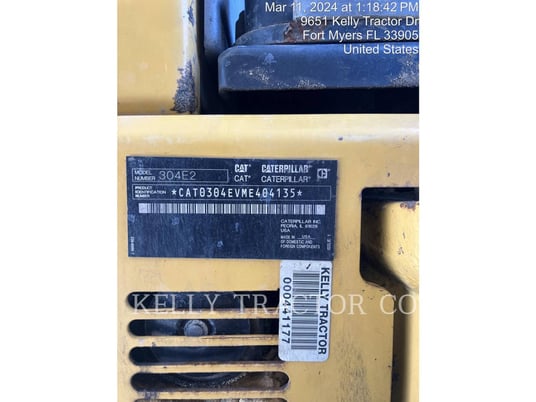 Mar 11, 2024 at 1:18:42 PM
9651 Kelly Tractor Dr
Fort Myers FL 33905
United States
MODEL NUMBER 304E2
CAT® CATERPILLAR®
CAT® CATERPILLAR®
PRODUCT IDENTIFICATION NUMBER *CAT0304EVME404135*
CATERPILLAR INC.
PEORIA, IL 61629
USA
MADE IN USA
OF DOMESTIC AND
FOREIGN COMPONENTS
KELLY TRACTOR
000441177
KELLY TRACTOR CO